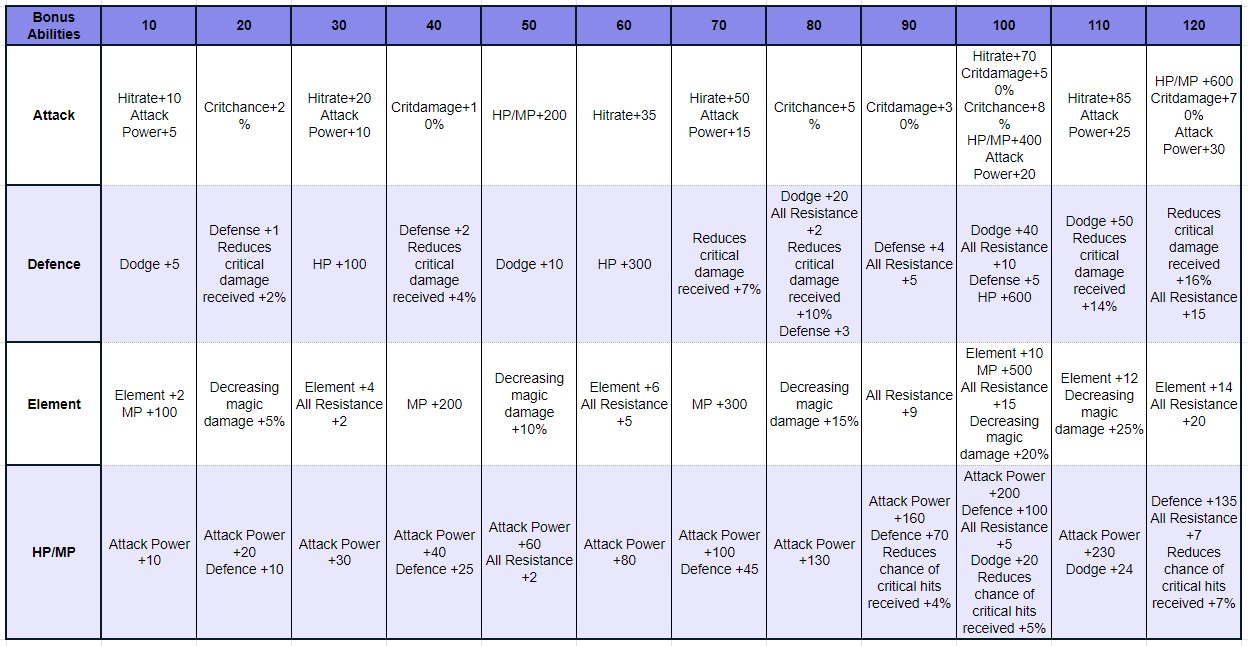 Bonus
Abilities
10
20
30
40
50
60
70
80
90
100
110
120
Attack
Hitrate+10
Attack
Power+5
Critchance+2
%
Hitrate+20
Attack
Power+10
Critdamage+1
0%
HP/MP+200
Hitrate+35
Hirate+50
Attack
Power+15
Critchance+5
%
Critdamage+3
0%
Hitrate+70
Critdamage+5
0%
Critchance+8
%
HP/MP+400
Attack
Power+20
Hitrate+85
Attack
Power+25
HP/MP +600
Critdamage+7
0%
Attack
Power+30
Defence
Dodge +5
Defense +1
Reduces
critical
damage
received +2%
HP +100
Defense +2
Reduces
critical
damage
received +4%
Dodge +10
HP +300
Reduces
critical
damage
received +7%
Dodge +20
All Resistance
+2
Reduces
critical
damage
received
+10%
Defense +3
Defense +4
All Resistance
+5
Dodge +40
All Resistance
+10
Defense +5
HP +600
Dodge +50
Reduces
critical
damage
received
+14%
Reduces
critical
damage
received
+16%
All Resistance
+15
Element
Element +2
MP +100
Decreasing
magic
damage +5%
Element +4
All Resistance
+2
MP +200
Decreasing
magic
damage
+10%
Element +6
All Resistance
+5
MP +300
Decreasing
magic
damage +15%
All Resistance
+9
Element +10
MP +500
All Resistance
+15
Decreasing
magic
damage +20%
Element +12
Decreasing
magic
damage +25%
Element +14
All Resistance
+20
HP/MP
Attack Power
+10
Attack Power
+20
Defence +10
Attack Power
+30
Attack Power
+40
Defence +25
Attack Power
+60
All Resistance
+2
Attack Power
+80
Attack Power
+100
Defence +45
Attack Power
+130
Attack Power
+160
Defence +70
Reduces
chance of
critical hits
received +4%
Attack Power
+200
Defence +100
All Resistance
+5
Dodge +20
Reduces
chance of
critical hits
received +5%
Attack Power
+230
Dodge +24
Defence +135
All Resistance
+7
Reduces
chance of
critical hits
received +7%